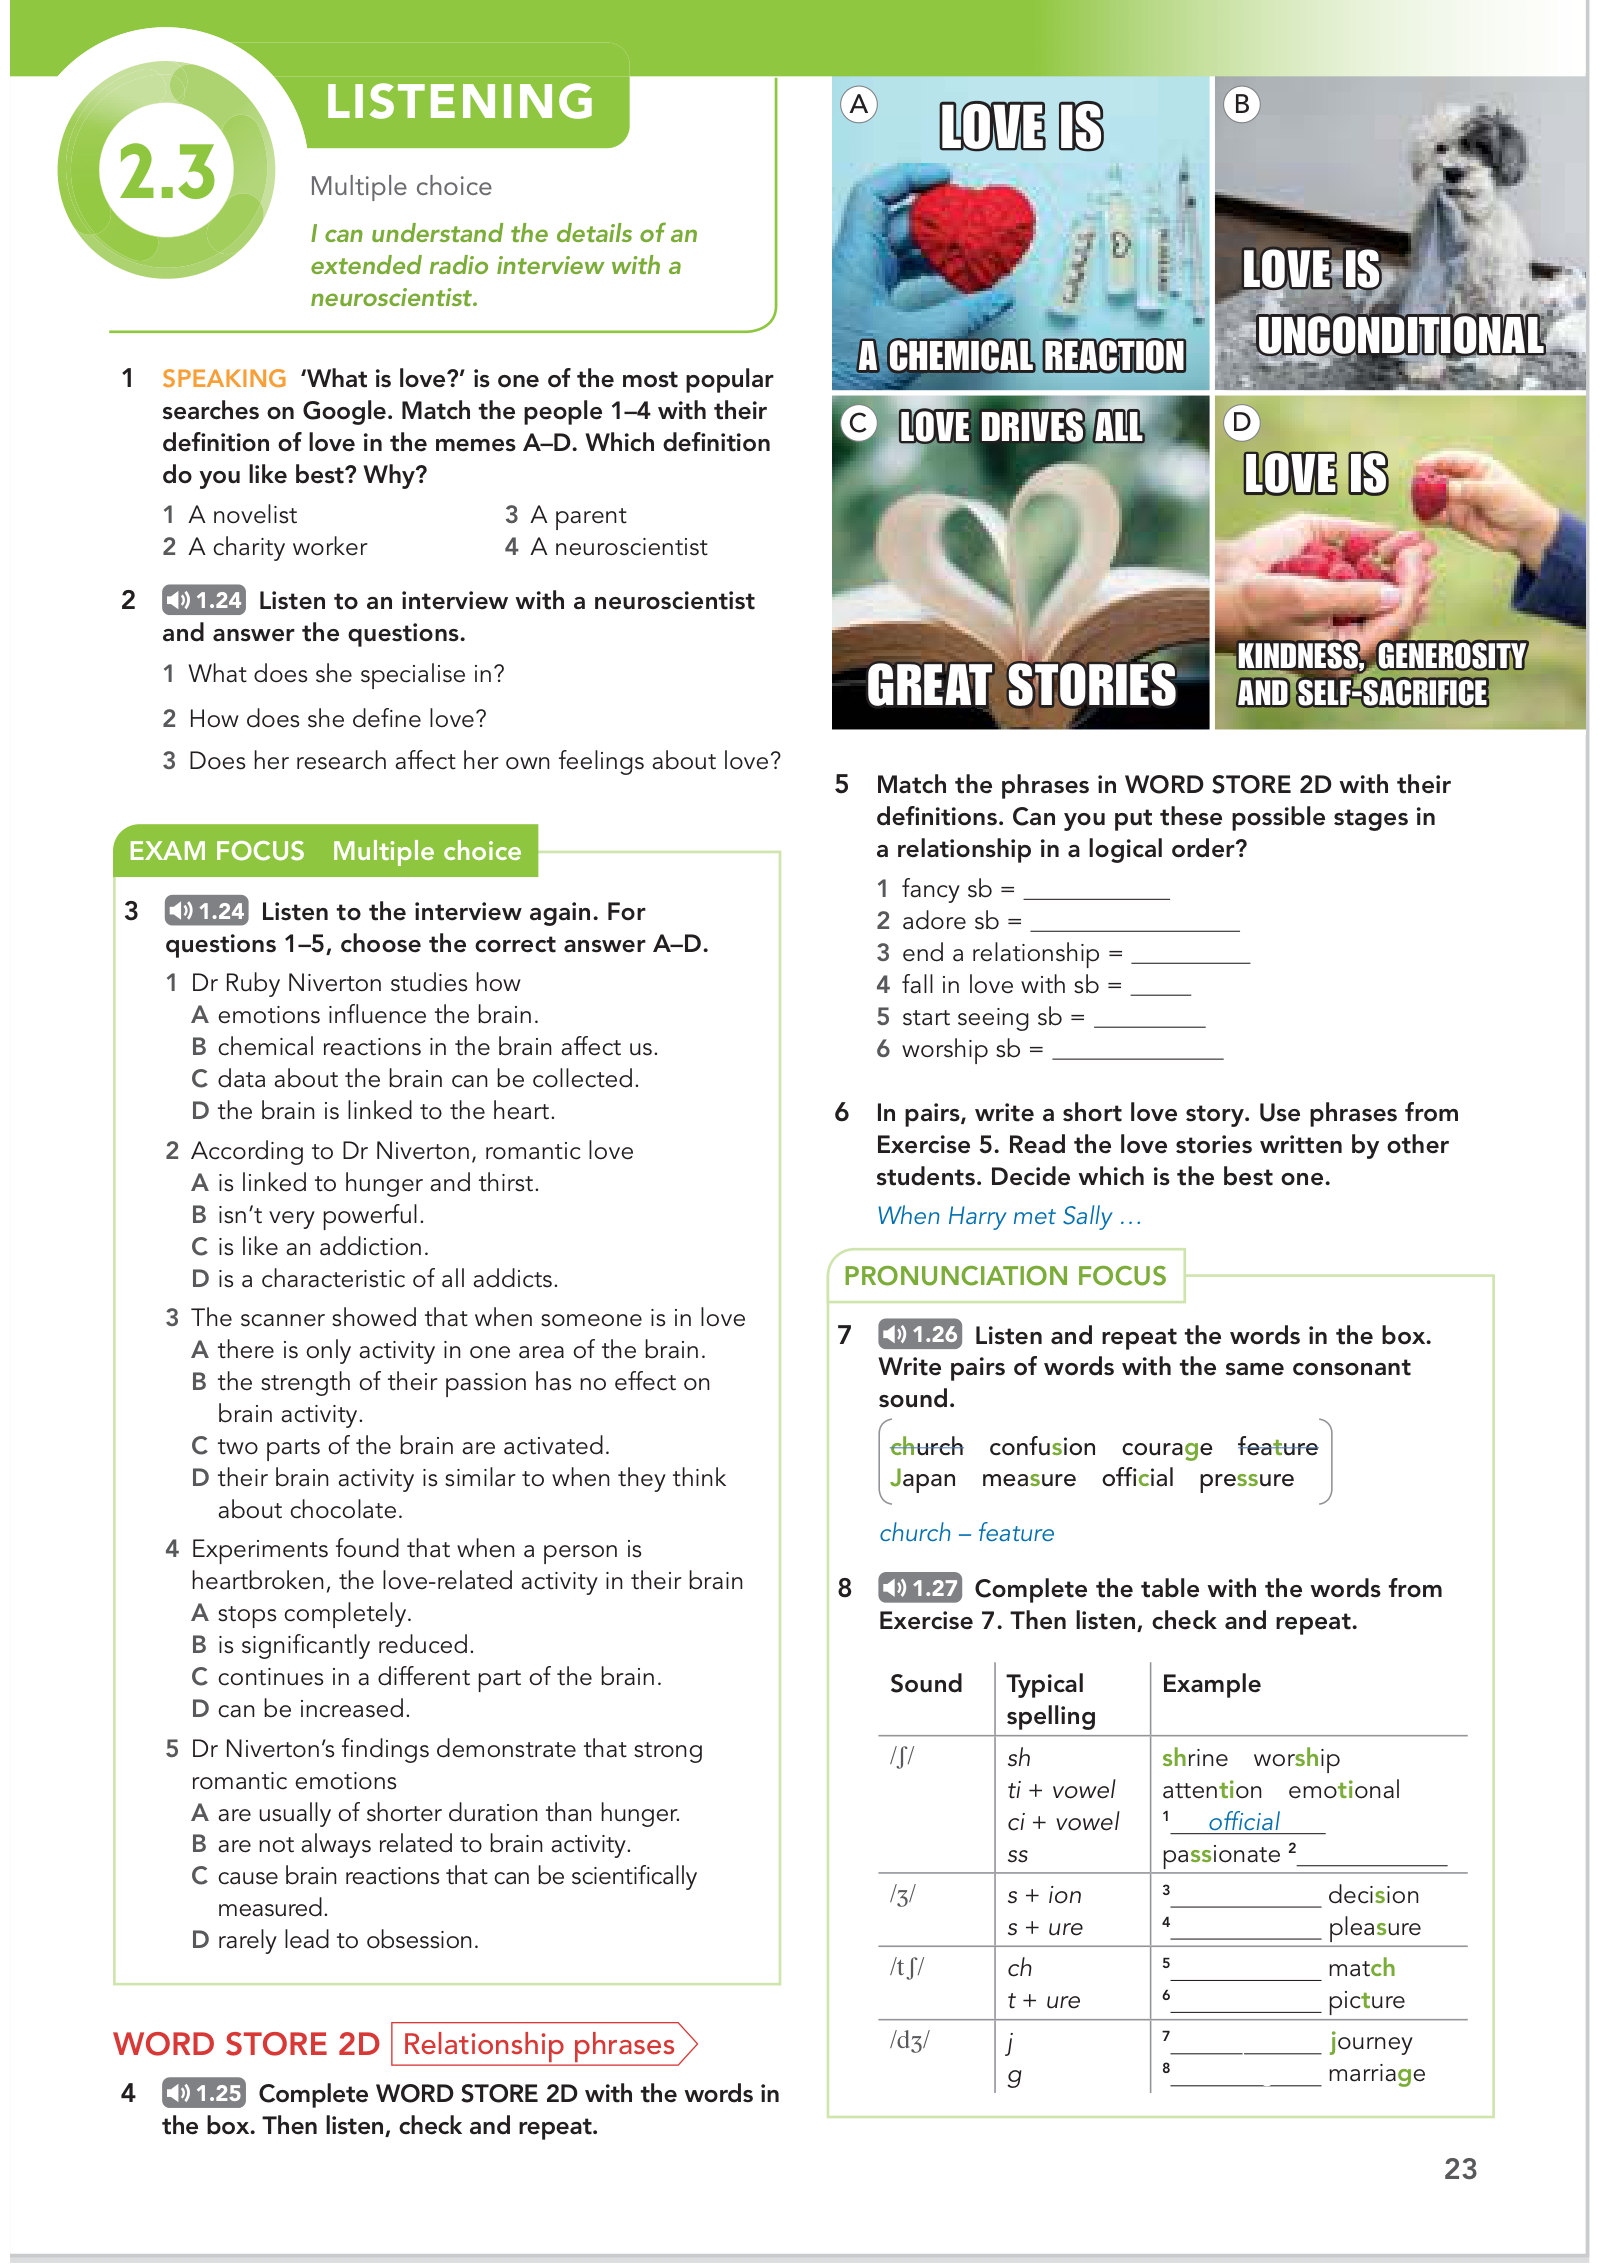 2.3
LISTENING
Multiple choice
I can understand the details of an
extended radio interview with a
neuroscientist.
1 SPEAKING ‘What is love?’ is one of the most popular
searches on Google. Match the people 1–4 with their
definition of love in the memes A–D. Which definition
do you like best? Why?
1 A novelist
2 A charity worker
3 A parent
4 A neuroscientist
2 1.24 Listen to an interview with a neuroscientist
and answer the questions.
1 What does she specialise in?
2 How does she define love?
3 Does her research affect her own feelings about love?
EXAM FOCUS Multiple choice
3 1.24 Listen to the interview again. For
questions 1–5, choose the correct answer A–D.
1 Dr Ruby Niverton studies how
A emotions influence the brain.
B chemical reactions in the brain affect us.
C data about the brain can be collected.
D the brain is linked to the heart.
2 According to Dr Niverton, romantic love
A is linked to hunger and thirst.
B isn’t very powerful.
C is like an addiction.
D is a characteristic of all addicts.
3 The scanner showed that when someone is in love
A there is only activity in one area of the brain.
B the strength of their passion has no effect on
brain activity.
C two parts of the brain are activated.
D their brain activity is similar to when they think
about chocolate.
4 Experiments found that when a person is
heartbroken, the love-related activity in their brain
A stops completely.
B is significantly reduced.
C continues in a different part of the brain.
D can be increased.
5 Dr Niverton’s findings demonstrate that strong
romantic emotions
A are usually of shorter duration than hunger.
B are not always related to brain activity.
C cause brain reactions that can be scientifically
measured.
D rarely lead to obsession.
WORD STORE 2D Relationship phrases
4 1.25 Complete WORD STORE 2D with the words in
the box. Then listen, check and repeat.
A
LOVE IS
A CHEMICAL REACTION
B
LOVE IS
UNCONDITIONAL
C
LOVE DRIVES ALL
GREAT STORIES
D
LOVE IS
KINDNESS, GENEROSITY
AND SELF-SACRIFICE
5 Match the phrases in WORD STORE 2D with their
definitions. Can you put these possible stages in
a relationship in a logical order?
1 fancy sb =
2 adore sb =
3 end a relationship =
4 fall in love with sb =
5 start seeing sb =
6 worship sb =
6 In pairs, write a short love story. Use phrases from
Exercise 5. Read the love stories written by other
students. Decide which is the best one.
When Harry met Sally …
PRONUNCIATION FOCUS
7 1.26 Listen and repeat the words in the box.
Write pairs of words with the same consonant
sound.
church confusion courage feature
Japan measure official pressure
church – feature
8 1.27 Complete the table with the words from
Exercise 7. Then listen, check and repeat.
Sound Typical spelling Example
/ʃ/ sh shrine worship
ti + vowel attention emotional
ci + vowel 1 official
ss passionate 2
/ʒ/ s + ion 3 decision
s + ure 4 pleasure
/tʃ/ ch 5 match
t + ure 6 picture
/dʒ/ j 7 journey
g 8 marriage
23